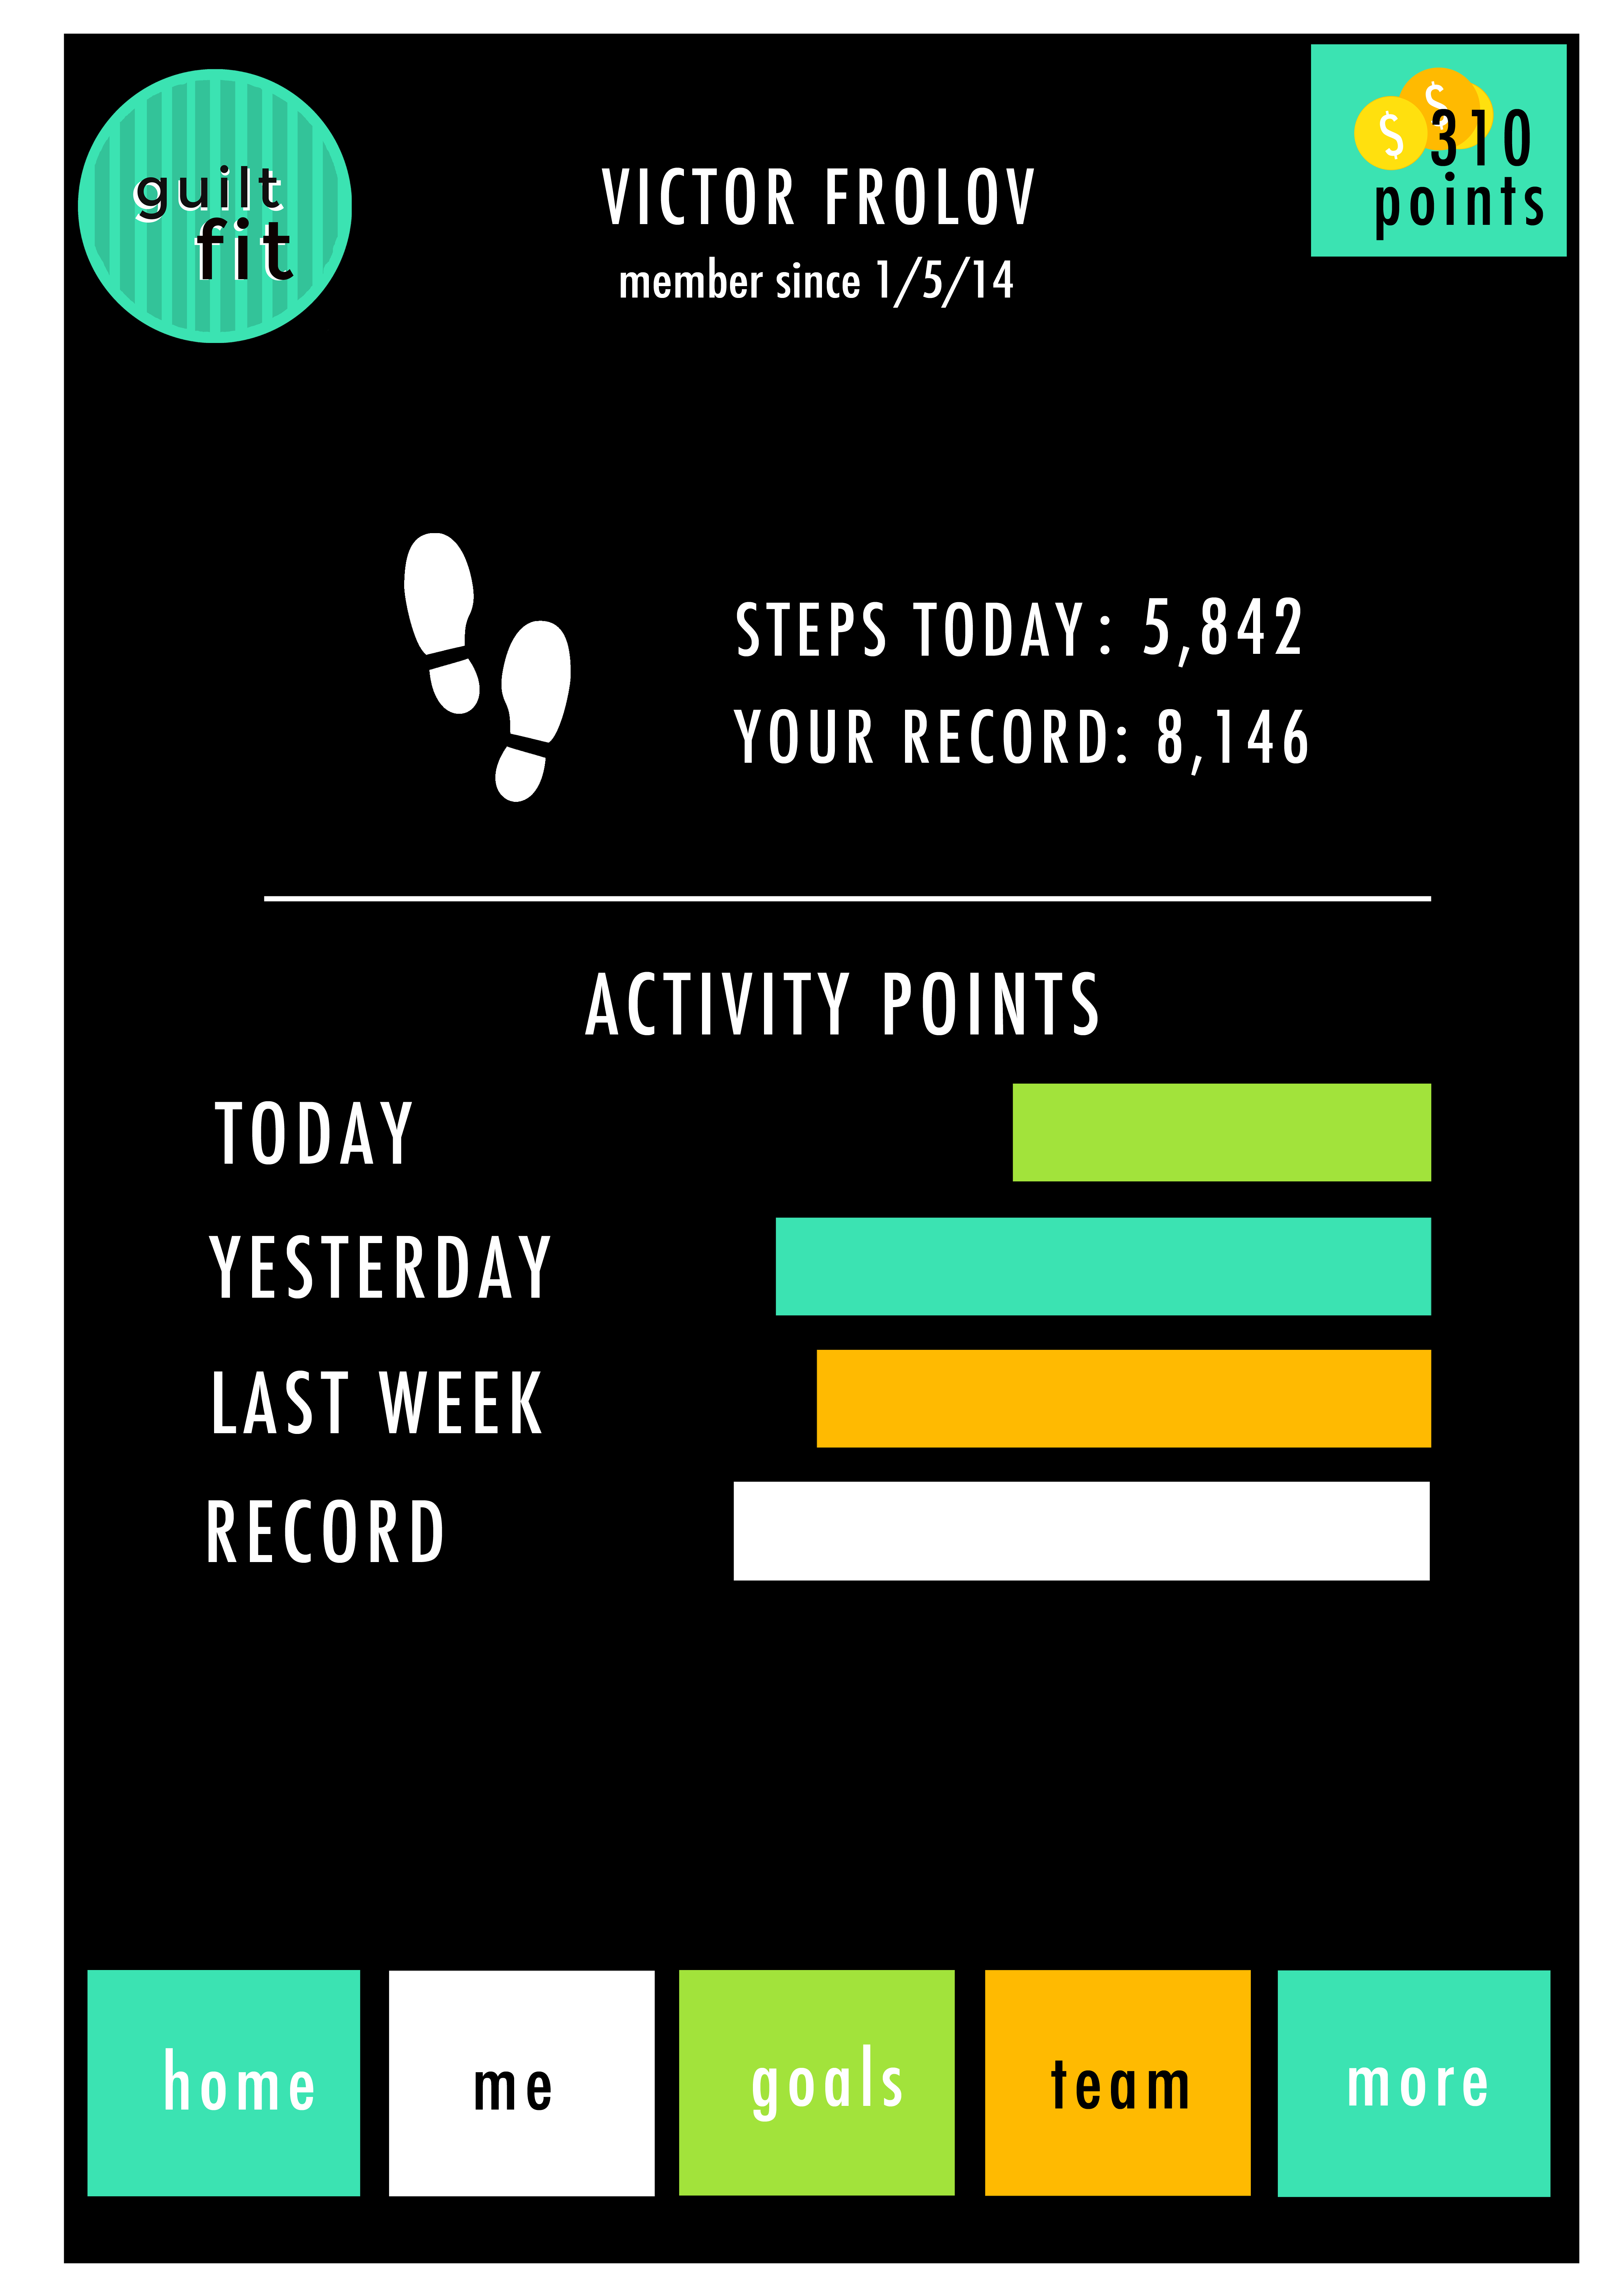 guilt
fit
VICTOR FROLOV
member since 1/5/14
$ $ 310
points
STEPS TODAY: 5,842
YOUR RECORD: 8,146
ACTIVITY POINTS
TODAY
YESTERDAY
LAST WEEK
RECORD
home
me
goals
team
more